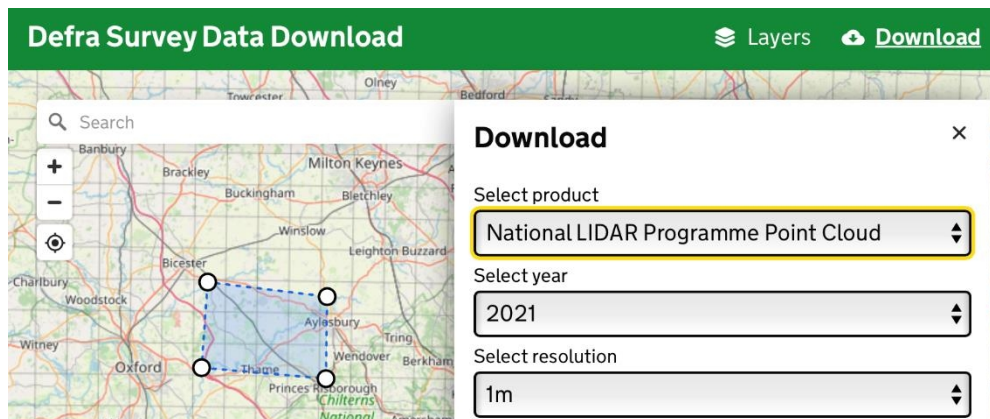 Defra Survey Data Download
Layers
Download
Olney
Towcester
Bedford
Search
Banbury
Brackley
Milton Keynes
Buckingham
Bletchley
Winslow
Leighton Buzzard
Bicester
Charlbury
Woodstock
Aylesbury
Tring
Witney
Oxford
Thame
Wendover
Berkham
Princes Risborough
Chilterns
National
Download
Select product
National LIDAR Programme Point Cloud
Select year
2021
Select resolution
1m